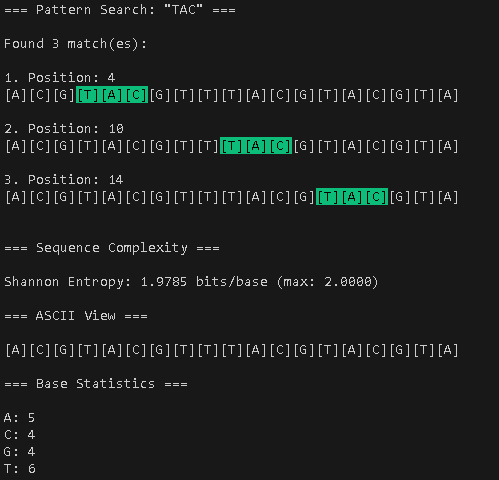 === Pattern Search: "TAC" ===
Found 3 match(es):
1. Position: 4
[A][C][G][T][A][C][G][T][T][T][A][C][G][T][A][C][G][T][A]
2. Position: 10
[A][C][G][T][A][C][G][T][T][T][A][C][G][T][A][C][G][T][A]
3. Position: 14
[A][C][G][T][A][C][G][T][T][T][A][C][G][T][A][C][G][T][A]
=== Sequence Complexity ===
Shannon Entropy: 1.9785 bits/base (max: 2.0000)
=== ASCII View ===
[A][C][G][T][A][C][G][T][T][T][A][C][G][T][A][C][G][T][A]
=== Base Statistics ===
A: 5
C: 4
G: 4
T: 6